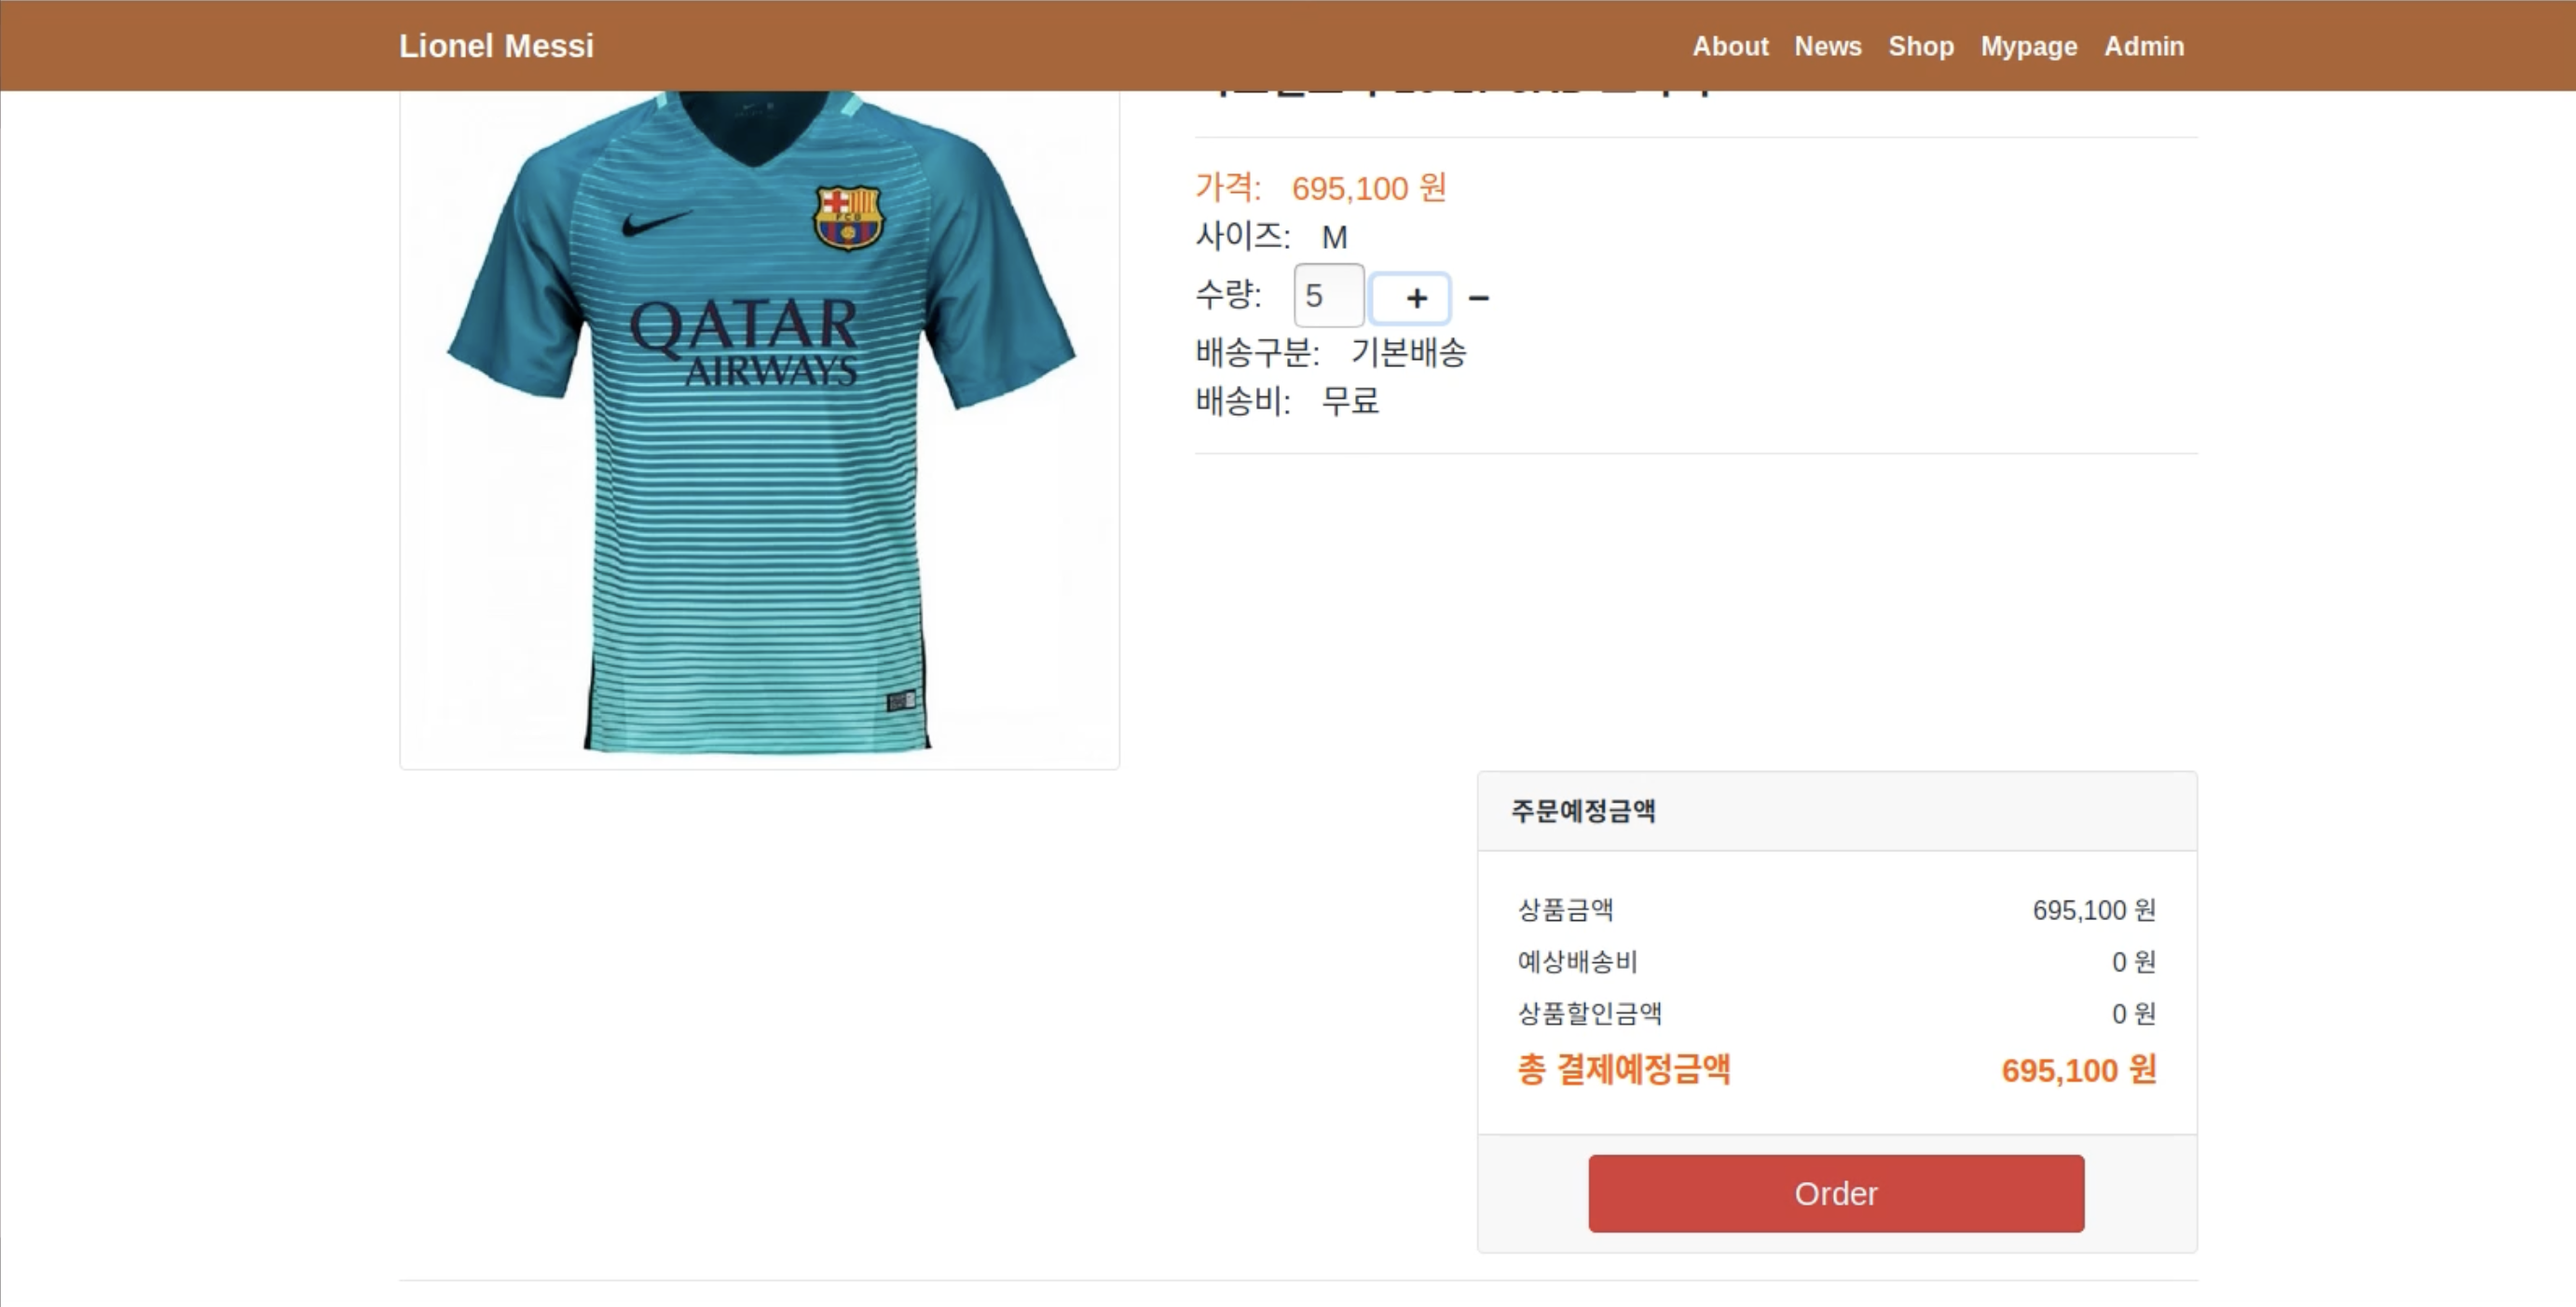 Lionel Messi
About News Shop Mypage Admin
가격: 695,100 원
사이즈: M
수량: 5 + −
배송구분: 기본배송
배송비: 무료
FCB
QATAR
AIRWAYS
주문예정금액
상품금액 695,100 원
예상배송비 0 원
상품할인금액 0 원
총 결제예정금액 695,100 원
Order